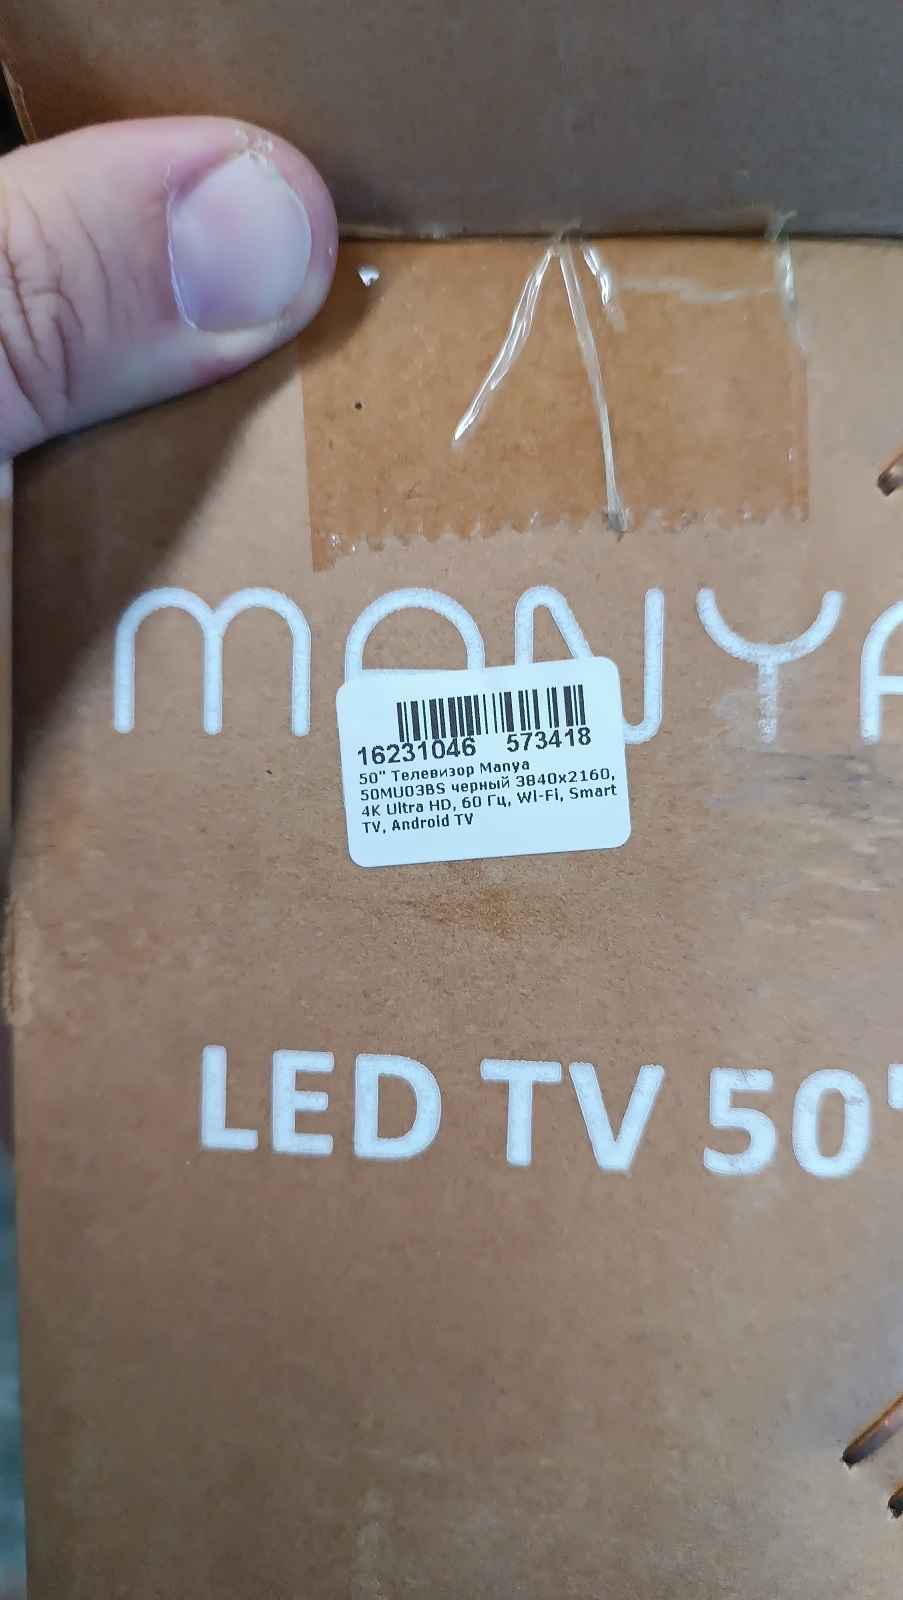 MANYA
16231046 573418
50" Телевизор Manya
50MU03BS черный 3840x2160,
4K Ultra HD, 60 Гц, Wi-Fi, Smart
TV, Android TV
LED TV 50"